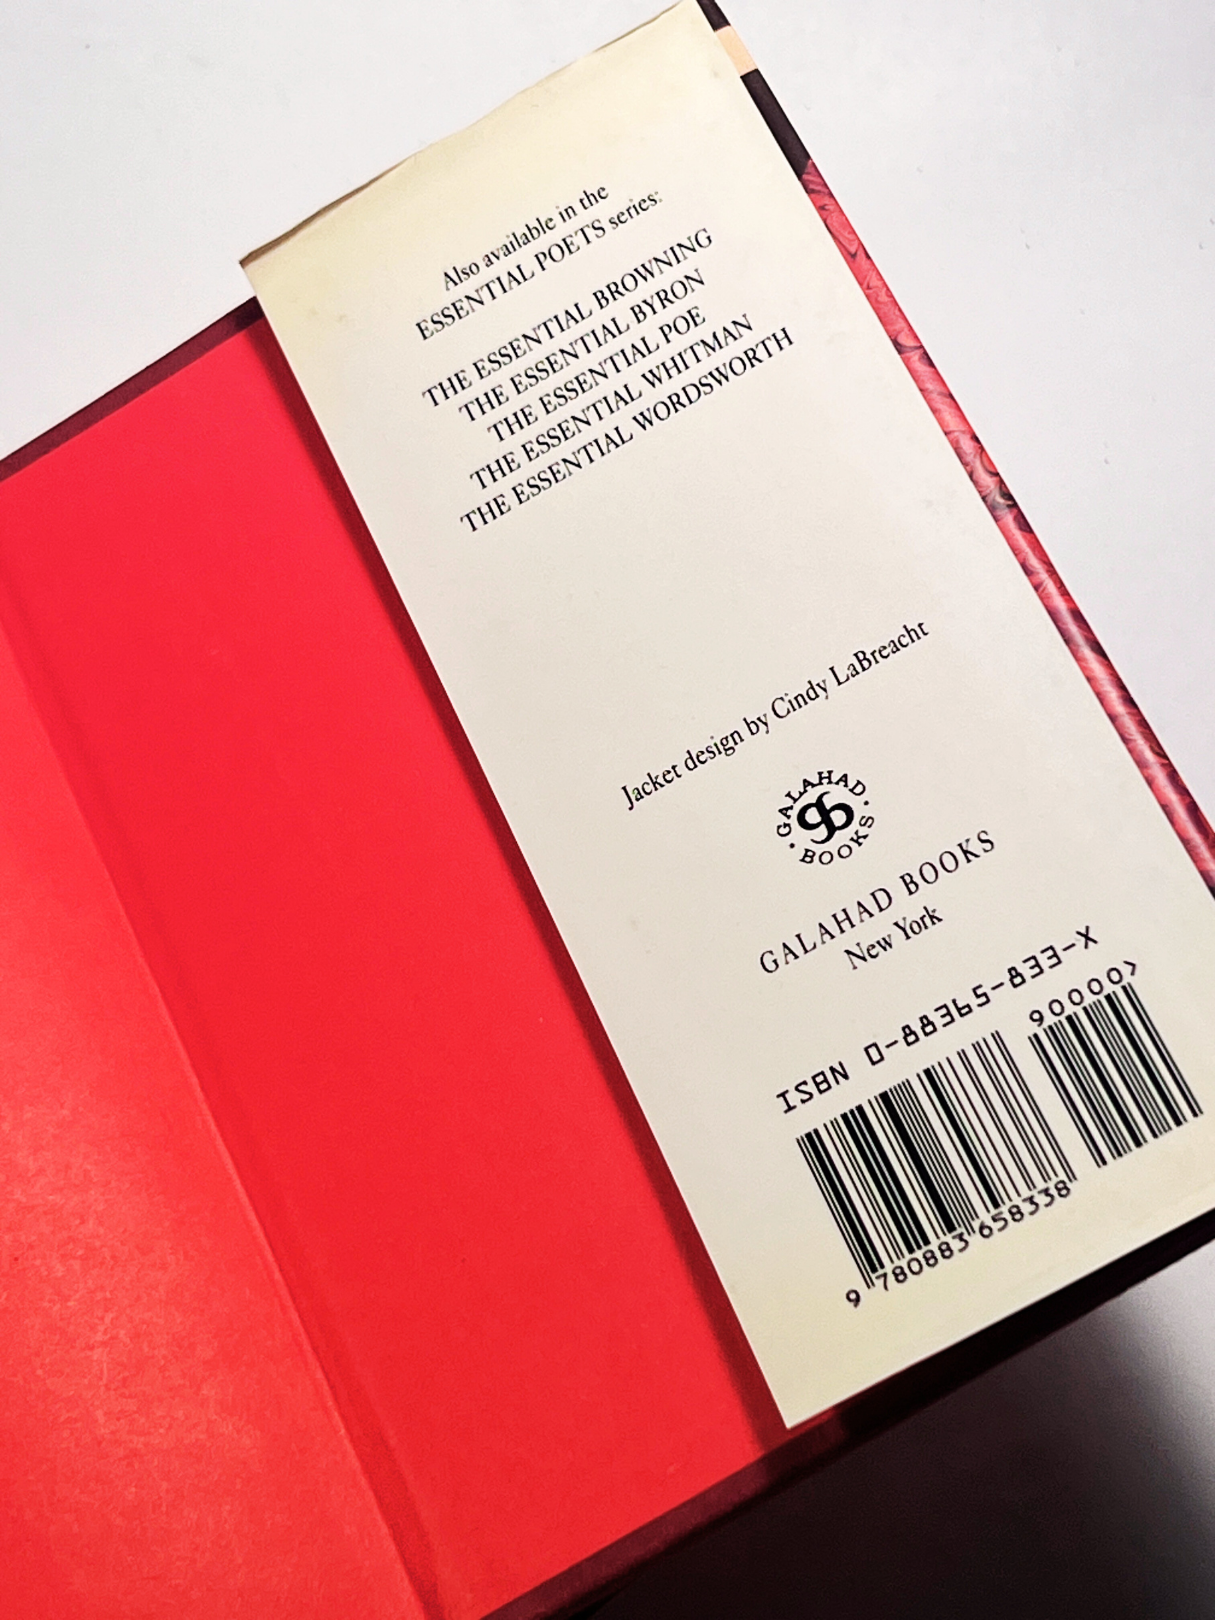 Also available in the
ESSENTIAL POETS series:
THE ESSENTIAL BROWNING
THE ESSENTIAL BYRON
THE ESSENTIAL POE
THE ESSENTIAL WHITMAN
THE ESSENTIAL WORDSWORTH
Jacket design by Cindy LaBreacht
GALAHAD
gb
BOOKS
GALAHAD BOOKS
New York
ISBN 0-88365-833-X
90000>
9 780883 658338